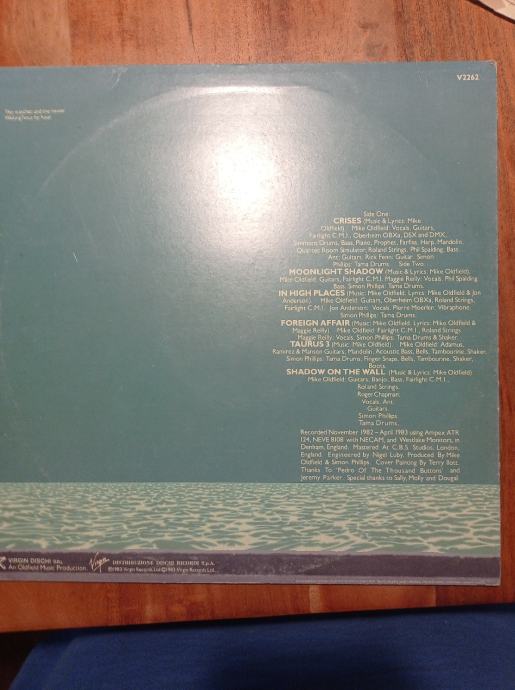 V2262
The watcher and the tower
Waiting hour by hour.
Side One:
CRISES (Music & Lyrics: Mike
Oldfield). Mike Oldfield: Vocals, Guitars,
Fairlight C.M.I., Oberheim OBXa, DSX and DMX,
Simmons Drums, Bass, Piano, Prophet, Farfisa, Harp, Mandolin,
Quantec Room Simulator, Roland Strings, Phil Spalding: Bass.
Ant: Guitars. Rick Fenn: Guitar. Simon
Phillips: Tama Drums. Side Two:
MOONLIGHT SHADOW (Music & Lyrics: Mike Oldfield).
Mike Oldfield: Guitars, Fairlight C.M.I. Maggie Reilly: Vocals. Phil Spalding:
Bass. Simon Phillips: Tama Drums.
IN HIGH PLACES (Music: Mike Oldfield, Lyrics: Mike Oldfield & Jon
Anderson). Mike Oldfield: Guitars, Oberheim OBXa, Roland Strings,
Fairlight C.M.I. Jon Anderson: Vocals. Pierre Moerlen: Vibraphone.
Simon Phillips: Tama Drums.
FOREIGN AFFAIR (Music: Mike Oldfield, Lyrics: Mike Oldfield &
Maggie Reilly). Mike Oldfield: Fairlight C.M.I., Roland Strings.
Maggie Reilly: Vocals. Simon Phillips: Tama Drums & Shaker.
TAURUS 3 (Music: Mike Oldfield). Mike Oldfield: Adamus,
Ramirez & Manson Guitars, Mandolin, Acoustic Bass, Bells, Tambourine, Shaker.
Simon Phillips: Tama Drums, Finger Snaps, Bells, Tambourine, Shaker,
Boots.
SHADOW ON THE WALL (Music & Lyrics: Mike Oldfield).
Mike Oldfield: Guitars, Banjo, Bass, Fairlight C.M.I.,
Roland Strings.
Roger Chapman:
Vocals. Ant:
Guitars.
Simon Phillips:
Tama Drums.
Recorded November 1982 – April 1983 using Ampex ATR
124, NEVE 8108 with NECAM, and Westlake Monitors, in
Denham, England. Mastered At C.B.S. Studios, London,
England. Engineered by Nigel Luby. Produced By Mike
Oldfield & Simon Phillips. Cover Painting By Terry Ilott.
Thanks To 'Pedro Of The Thousand Buttons' and
Jeremy Parker. Special thanks to Sally, Molly and Dougal
VIRGIN DISCHI SRL
An Oldfield Music Production.
Virgin
DISTRIBUZIONE DISCHI RICORDI S.p.A.
℗1983 Virgin Records Ltd ©1983 Virgin Records Ltd.